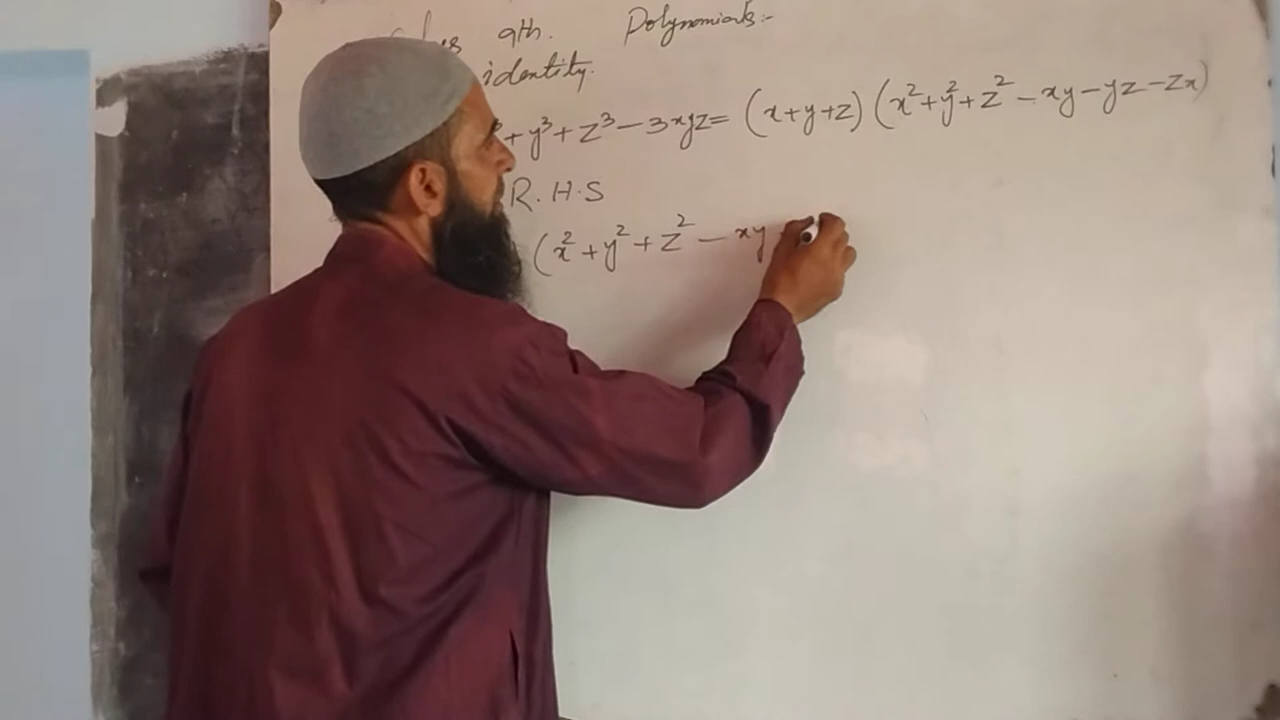 9th. Polynomials:-
identity.
+y³+z³-3xyz= (x+y+z) (x²+y²+z²-xy-yz-zx)
R.H.S
(x²+y²+z²-xy